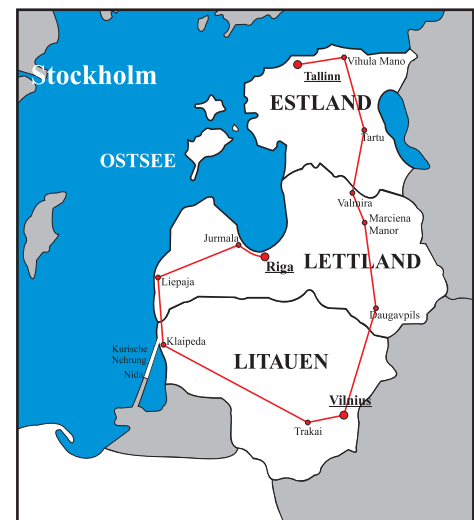 Stockholm
Vihula Mano
Tallinn
ESTLAND
Tartu
OSTSEE
Valmira
Marciena
Manor
Jurmala
Riga
LETTLAND
Liepaja
Daugavpils
Klaipeda
Kurische
Nehrung
LITAUEN
Nida
Vilnius
Trakai